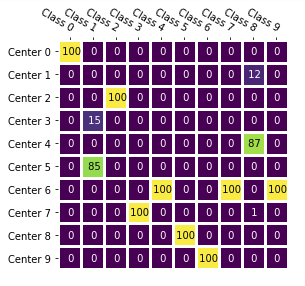 Class 0 Class 1 Class 2 Class 3 Class 4 Class 5 Class 6 Class 7 Class 8 Class 9
Center 0 100 0 0 0 0 0 0 0 0 0
Center 1 0 0 0 0 0 0 0 0 12 0
Center 2 0 0 100 0 0 0 0 0 0 0
Center 3 0 15 0 0 0 0 0 0 0 0
Center 4 0 0 0 0 0 0 0 0 87 0
Center 5 0 85 0 0 0 0 0 0 0 0
Center 6 0 0 0 0 100 0 0 100 0 100
Center 7 0 0 0 100 0 0 0 0 1 0
Center 8 0 0 0 0 0 100 0 0 0 0
Center 9 0 0 0 0 0 0 100 0 0 0